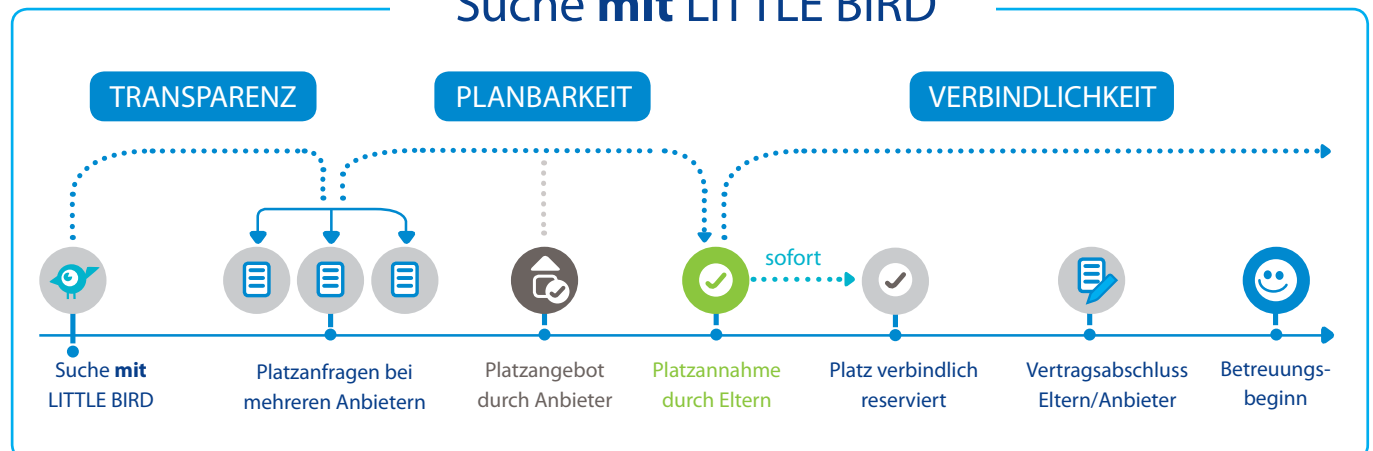 Suche mit LITTLE BIRD
TRANSPARENZ
PLANBARKEIT
VERBINDLICHKEIT
sofort
Suche mit
LITTLE BIRD
Platzanfragen bei
mehreren Anbietern
Platzangebot
durch Anbieter
Platzannahme
durch Eltern
Platz verbindlich
reserviert
Vertragsabschluss
Eltern/Anbieter
Betreuungs-
beginn